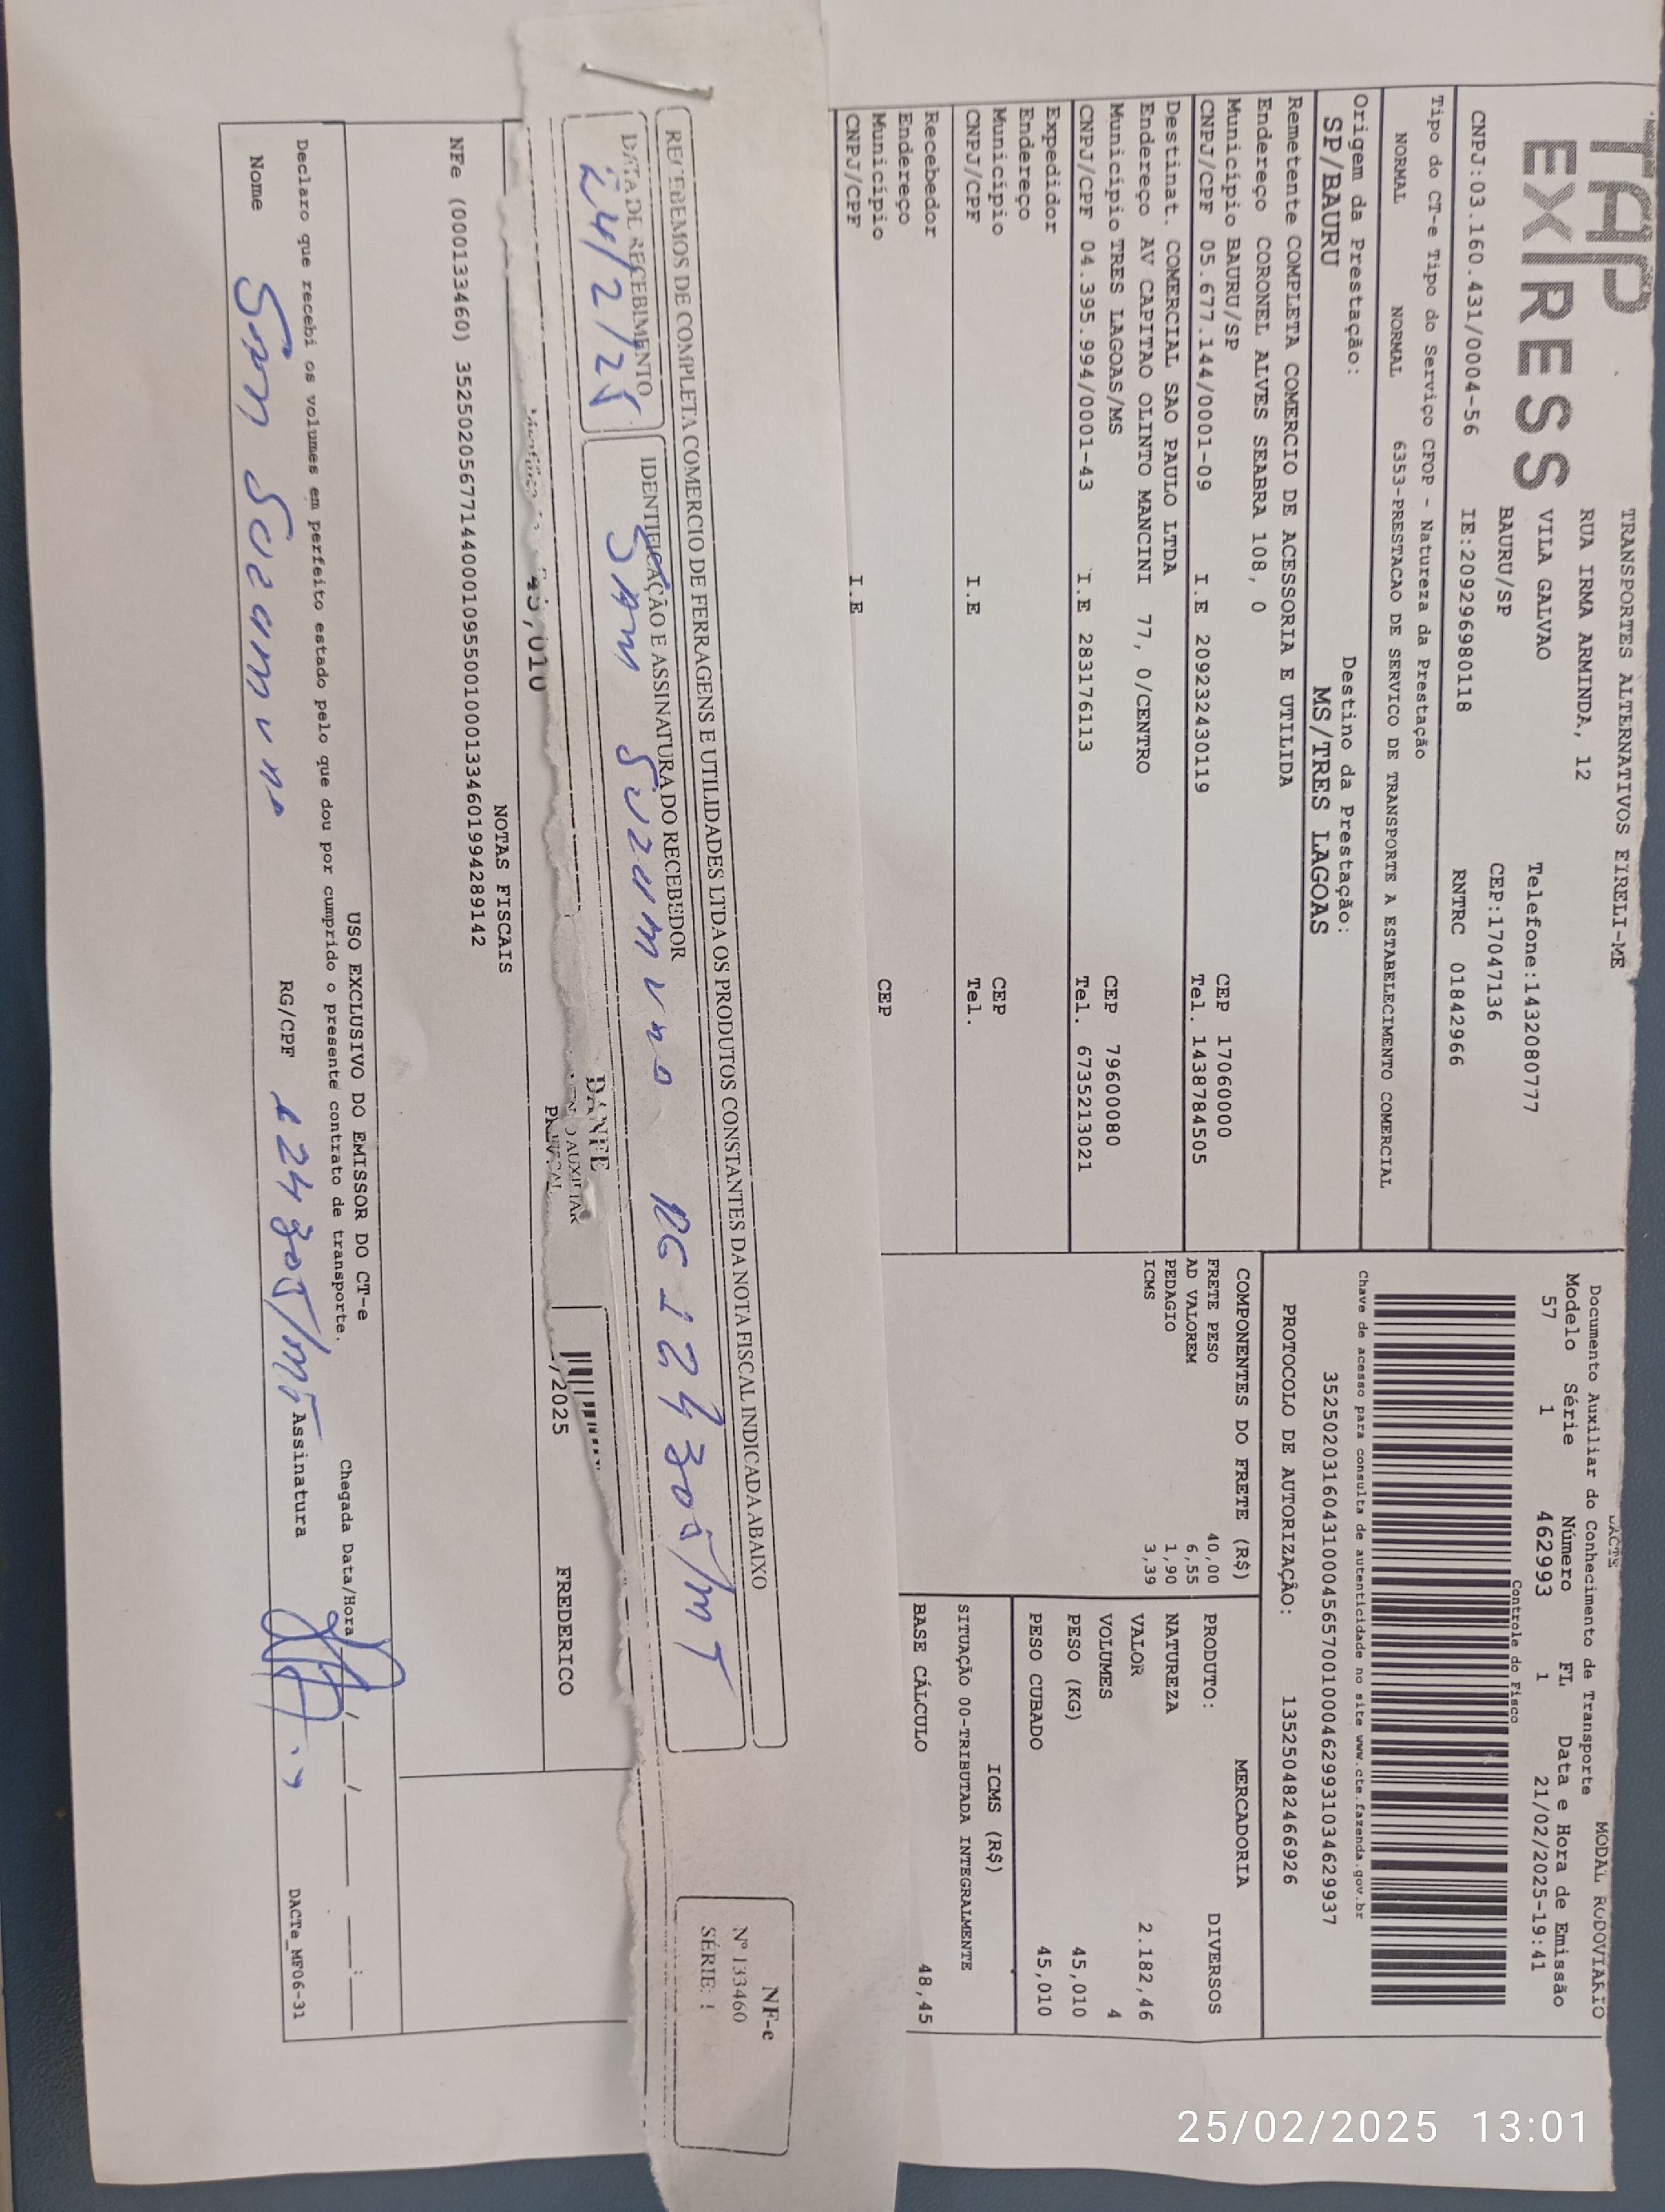 TAP
EX/RESS
TRANSPORTES ALTERNATIVOS EIRELI-ME
RUA IRMA ARMINDA, 12
VILA GALVAO Telefone:1432080777
BAURU/SP CEP:17047136
CNPJ:03.160.431/0004-56 IE:209296980118 RNTRC 01842966
Tipo do CT-e Tipo do Serviço CFOP - Natureza da Prestação
NORMAL NORMAL 6353-PRESTACAO DE SERVICO DE TRANSPORTE A ESTABELECIMENTO COMERCIAL
Origem da Prestação: Destino da Prestação:
SP/BAURU MS/TRES LAGOAS
Remetente COMPLETA COMERCIO DE ACESSORIA E UTILIDA
Endereço CORONEL ALVES SEABRA 108, 0
Município BAURU/SP CEP 17060000
CNPJ/CPF 05.677.144/0001-09 I.E 209232430119 Tel. 1438784505
Destinat. COMERCIAL SAO PAULO LTDA
Endereço AV CAPITAO OLINTO MANCINI 77, 0/CENTRO
Município TRES LAGOAS/MS CEP 79600080
CNPJ/CPF 04.395.994/0001-43 I.E 283176113 Tel. 6735213021
Expedidor
Endereço
Município CEP
CNPJ/CPF I.E Tel.
Recebedor
Endereço
Município CEP
CNPJ/CPF I.E
DACTE MODAL RODOVIARIO
Documento Auxiliar do Conhecimento de Transporte
Modelo Série Número FL Data e Hora de Emissão
57 1 462993 1 21/02/2025-19:41
Controle do Fisco
Chave de acesso para consulta de autenticidade no site www.cte.fazenda.gov.br
35250203160431000456570010004629931034629937
PROTOCOLO DE AUTORIZAÇÃO: 135250482466926
COMPONENTES DO FRETE (R$)
FRETE PESO 40,00
AD VALOREM 6,55
PEDAGIO 1,90
ICMS 3,39
MERCADORIA
PRODUTO: DIVERSOS
NATUREZA
VALOR 2.182,46
VOLUMES 4
PESO (KG) 45,010
PESO CUBADO 45,010
ICMS (R$)
SITUAÇÃO 00-TRIBUTADA INTEGRALMENTE
BASE CÁLCULO 48,45
RECEBEMOS DE COMPLETA COMERCIO DE FERRAGENS E UTILIDADES LTDA OS PRODUTOS CONSTANTES DA NOTA FISCAL INDICADA ABAIXO
DATA DE RECEBIMENTO IDENTIFICAÇÃO E ASSINATURA DO RECEBEDOR
24/2/25
NF-e
Nº 133460
SÉRIE:
DANFE
AUXILIAR
45,010 /2025 FREDERICO
NOTAS FISCAIS
NFe (000133460) 35250205677144000109550010001334601994289142
USO EXCLUSIVO DO EMISSOR DO CT-e
Declaro que recebi os volumes em perfeito estado pelo que dou por cumprido o presente contrato de transporte.
Chegada Data/Hora / / :
Nome RG/CPF Assinatura
DACTe_MF06-31
25/02/2025 13:01